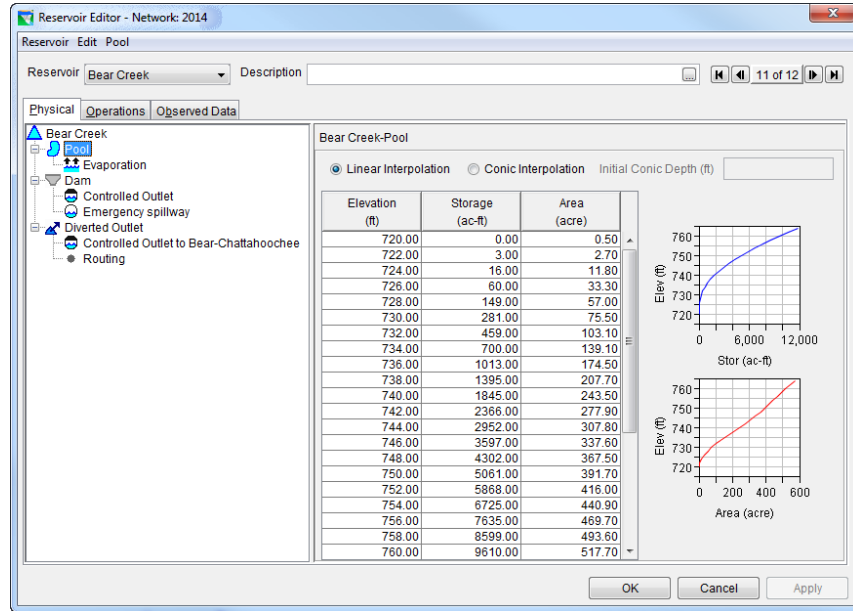 Reservoir Editor - Network: 2014
Reservoir Edit Pool
Reservoir Bear Creek Description ... 11 of 12
Physical Operations Observed Data
Bear Creek
Pool
Evaporation
Dam
Controlled Outlet
Emergency spillway
Diverted Outlet
Controlled Outlet to Bear-Chattahoochee
Routing
Bear Creek-Pool
Linear Interpolation Conic Interpolation Initial Conic Depth (ft)
Elevation Storage Area
(ft) (ac-ft) (acre)
720.00 0.00 0.50
722.00 3.00 2.70
724.00 16.00 11.80
726.00 60.00 33.30
728.00 149.00 57.00
730.00 281.00 75.50
732.00 459.00 103.10
734.00 700.00 139.10
736.00 1013.00 174.50
738.00 1395.00 207.70
740.00 1845.00 243.50
742.00 2366.00 277.90
744.00 2952.00 307.80
746.00 3597.00 337.60
748.00 4302.00 367.50
750.00 5061.00 391.70
752.00 5868.00 416.00
754.00 6725.00 440.90
756.00 7635.00 469.70
758.00 8599.00 493.60
760.00 9610.00 517.70
Elev (ft)
760
750
740
730
720
0 6,000 12,000
Stor (ac-ft)
Elev (ft)
760
750
740
730
720
0 200 400 600
Area (acre)
OK Cancel Apply